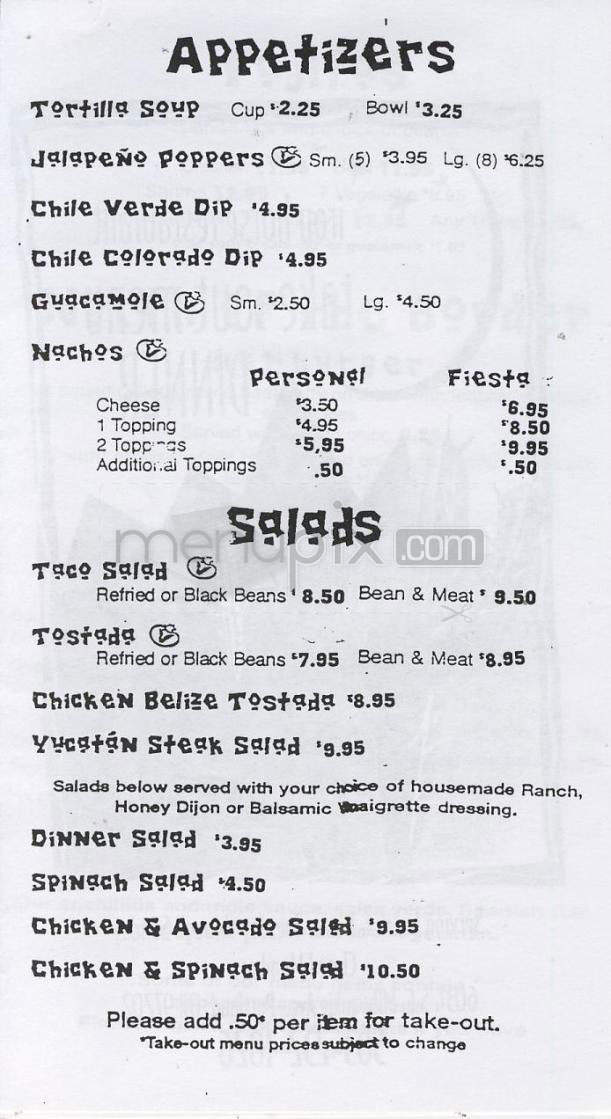 Appetizers
Tortilla Soup Cup $2.25 Bowl $3.25
Jalapeño Poppers Sm. (5) $3.95 Lg. (8) $6.25
Chile Verde Dip $4.95
Chile Colorado Dip $4.95
Guacamole Sm. $2.50 Lg. $4.50
Nachos
Personal Fiesta
Cheese $3.50 $6.95
1 Topping $4.95 $8.50
2 Toppings $5,95 $9.95
Additional Toppings .50 $.50
Salads
menupix.com
Taco Salad
Refried or Black Beans $8.50 Bean & Meat $9.50
Tostada
Refried or Black Beans $7.95 Bean & Meat $8.95
Chicken Belize Tostada $8.95
Yucatán Steak Salad $9.95
Salads below served with your choice of housemade Ranch,
Honey Dijon or Balsamic Vinaigrette dressing.
Dinner Salad $3.95
Spinach Salad $4.50
Chicken & Avocado Salad $9.95
Chicken & Spinach Salad $10.50
Please add .50* per item for take-out.
*Take-out menu prices subject to change